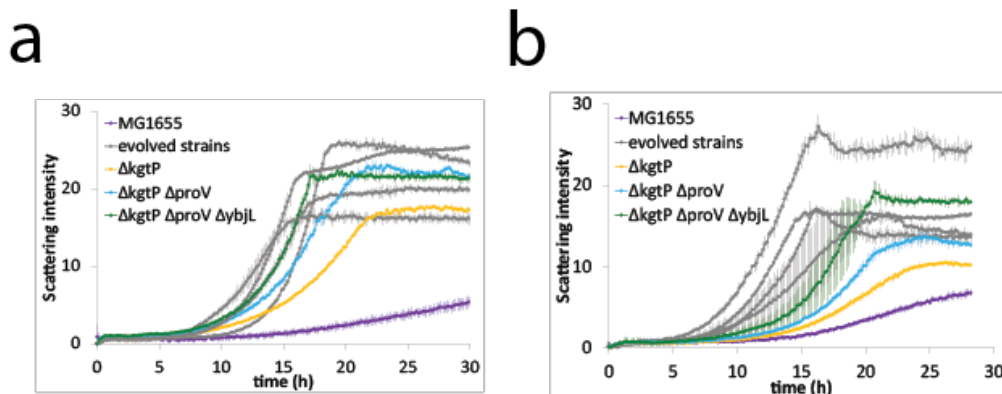 a
b
30
20
10
0
Scattering intensity
MG1655
evolved strains
ΔkgtP
ΔkgtP ΔproV
ΔkgtP ΔproV ΔybjL
0 5 10 15 20 25 30
time (h)
30
20
10
0
Scattering intensity
MG1655
evolved strains
ΔkgtP
ΔkgtP ΔproV
ΔkgtP ΔproV ΔybjL
0 5 10 15 20 25 30
time (h)